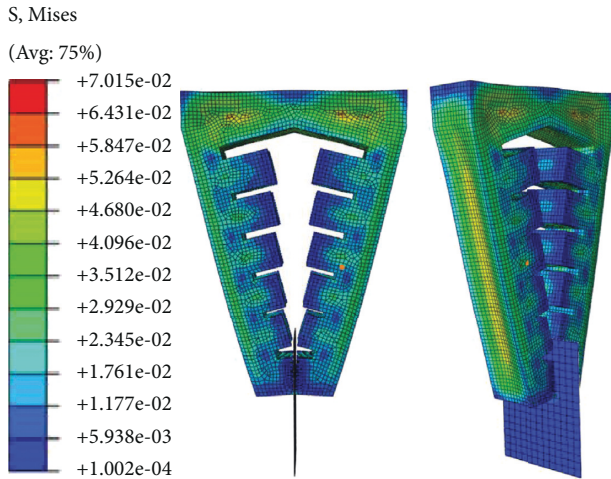 S, Mises
(Avg: 75%)
+7.015e-02
+6.431e-02
+5.847e-02
+5.264e-02
+4.680e-02
+4.096e-02
+3.512e-02
+2.929e-02
+2.345e-02
+1.761e-02
+1.177e-02
+5.938e-03
+1.002e-04